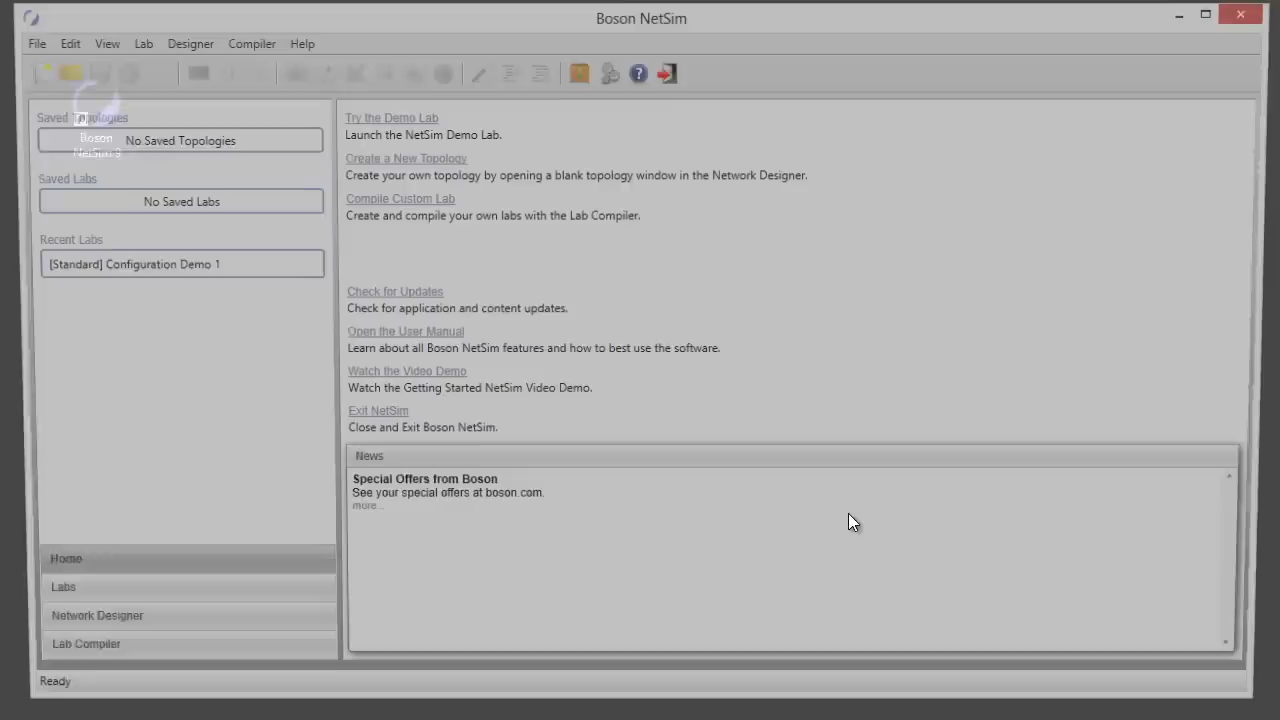 Boson NetSim
File Edit View Lab Designer Compiler Help
Saved Topologies
Boson
NetSim 9
No Saved Topologies
Saved Labs
No Saved Labs
Recent Labs
[Standard] Configuration Demo 1
Home
Labs
Network Designer
Lab Compiler
Try the Demo Lab
Launch the NetSim Demo Lab.
Create a New Topology
Create your own topology by opening a blank topology window in the Network Designer.
Compile Custom Lab
Create and compile your own labs with the Lab Compiler.
Check for Updates
Check for application and content updates.
Open the User Manual
Learn about all Boson NetSim features and how to best use the software.
Watch the Video Demo
Watch the Getting Started NetSim Video Demo.
Exit NetSim
Close and Exit Boson NetSim.
News
Special Offers from Boson
See your special offers at boson.com.
more...
Ready